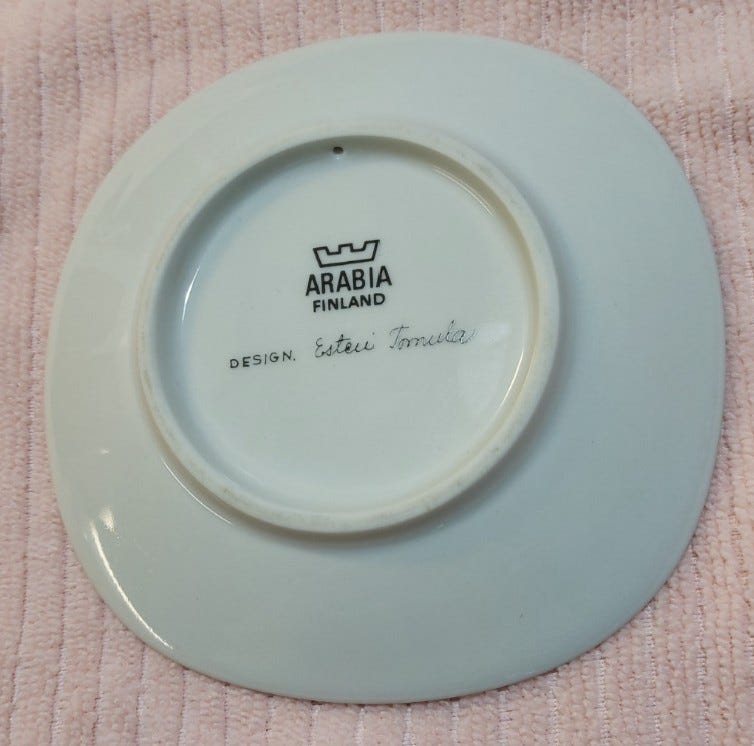 ARABIA
FINLAND
DESIGN. Esteri Tomula